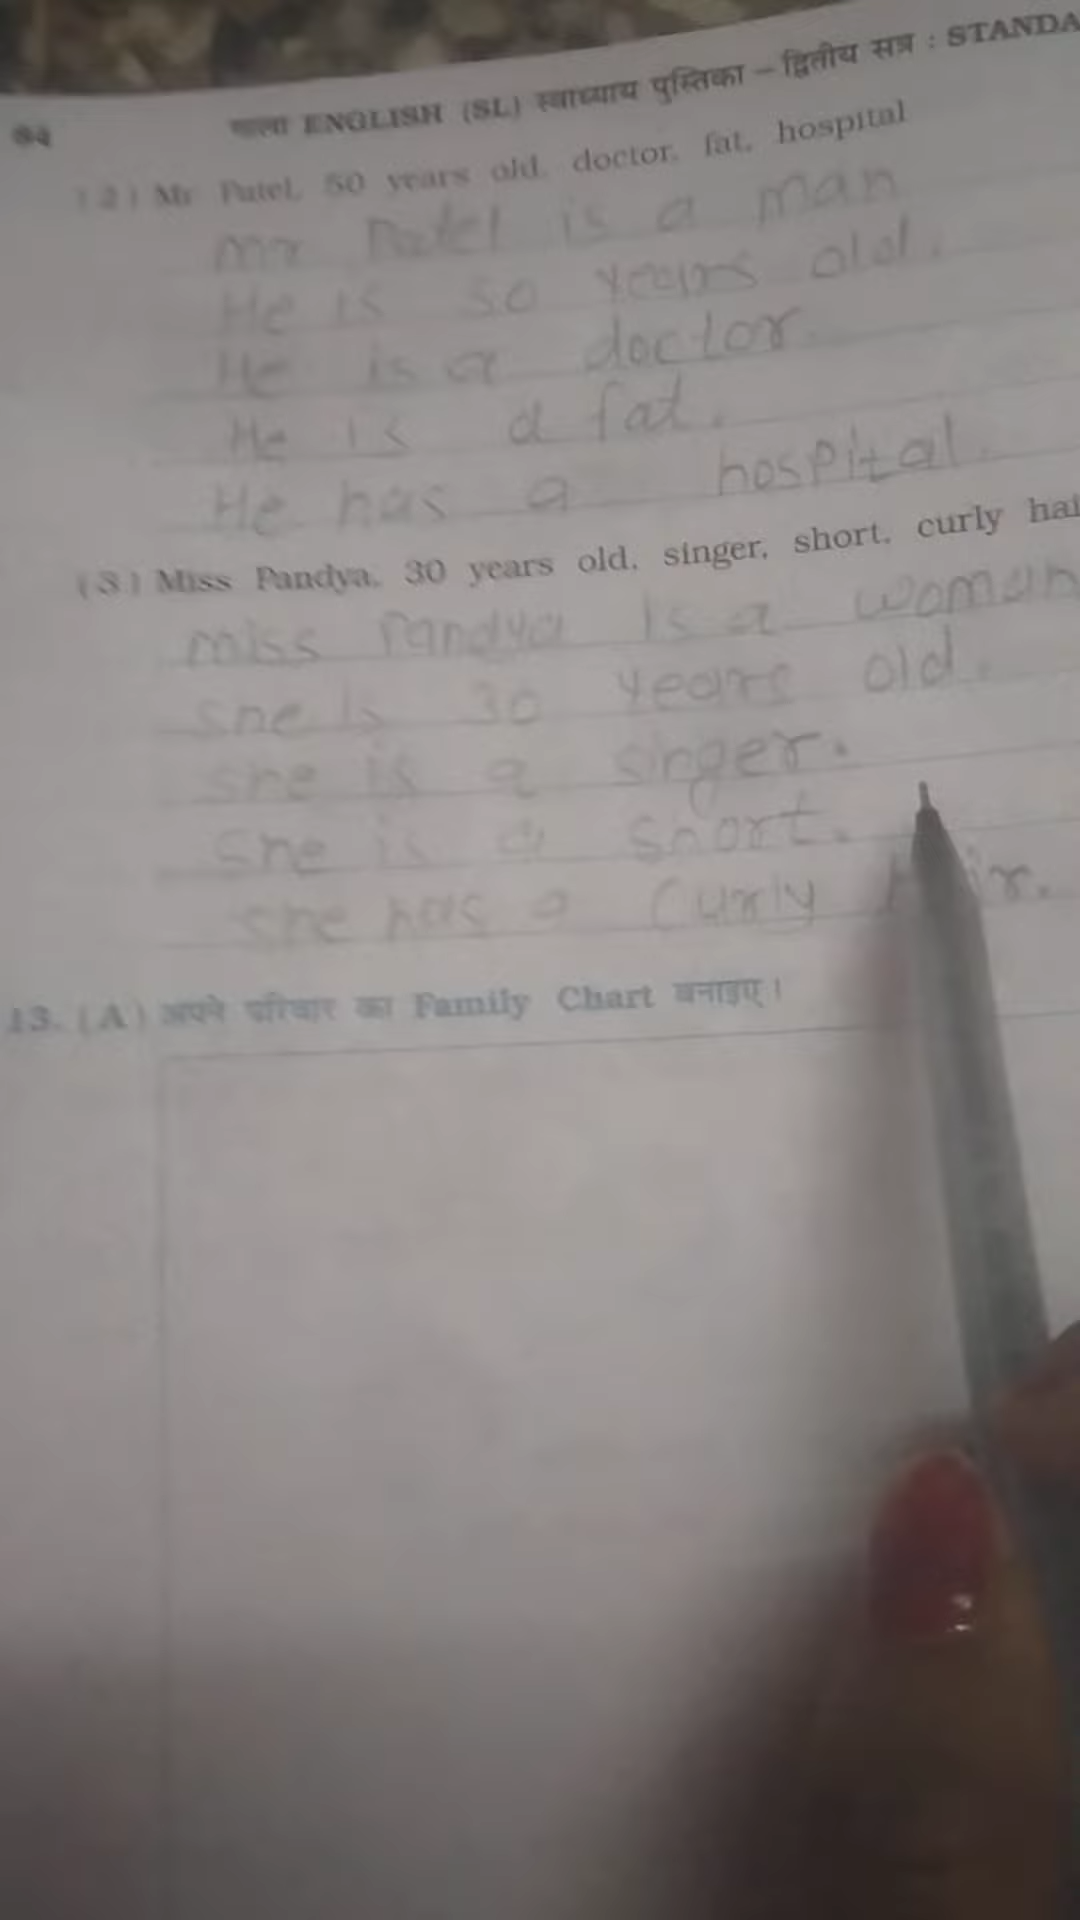 ७२ गाला ENGLISH (SL) स्वाध्याय पुस्तिका – द्वितीय सत्र : STANDA
(2) Mr Patel, 50 years old, doctor, fat, hospital
mr Patel is a man
He is 50 years old.
He is a doctor.
He is a fat.
He has a hospital.
(3) Miss Pandya, 30 years old, singer, short, curly hai
miss Pandya is a woman
she is 30 years old.
she is a singer.
she is a short.
she has a curly hair.
13. (A) अपने परिवार का Family Chart बनाइए।